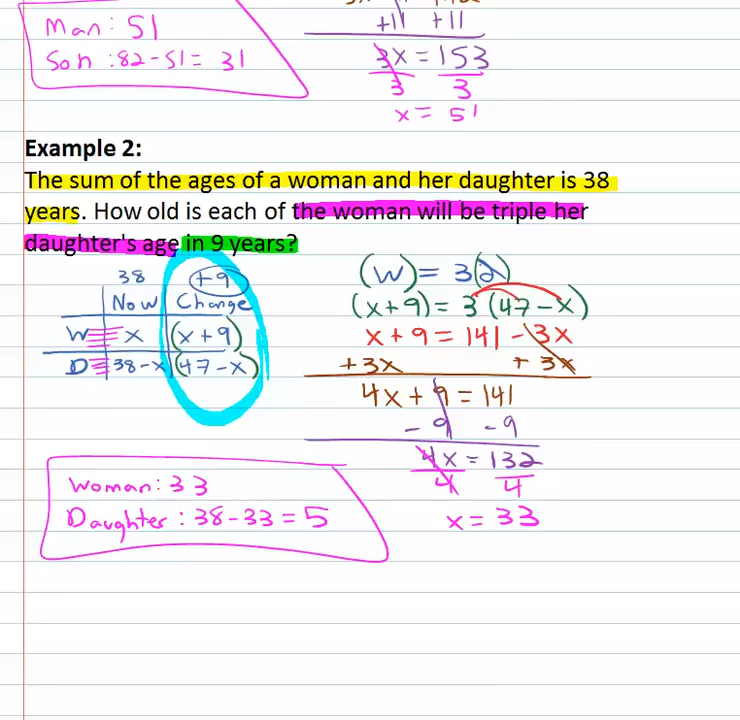 +11 +11
Man: 51
3x = 153
Son: 82-51 = 31
3 3
x = 51
Example 2:
The sum of the ages of a woman and her daughter is 38
years. How old is each of the woman will be triple her
daughter's age in 9 years?
38 +9
Now Change
W x (x+9)
D 38-x (47-x)
(W) = 3(D)
(x+9) = 3(47-x)
x+9 = 141-3x
+3x +3x
4x+9 = 141
-9 -9
4x = 132
4 4
x = 33
Woman: 33
Daughter: 38-33 = 5